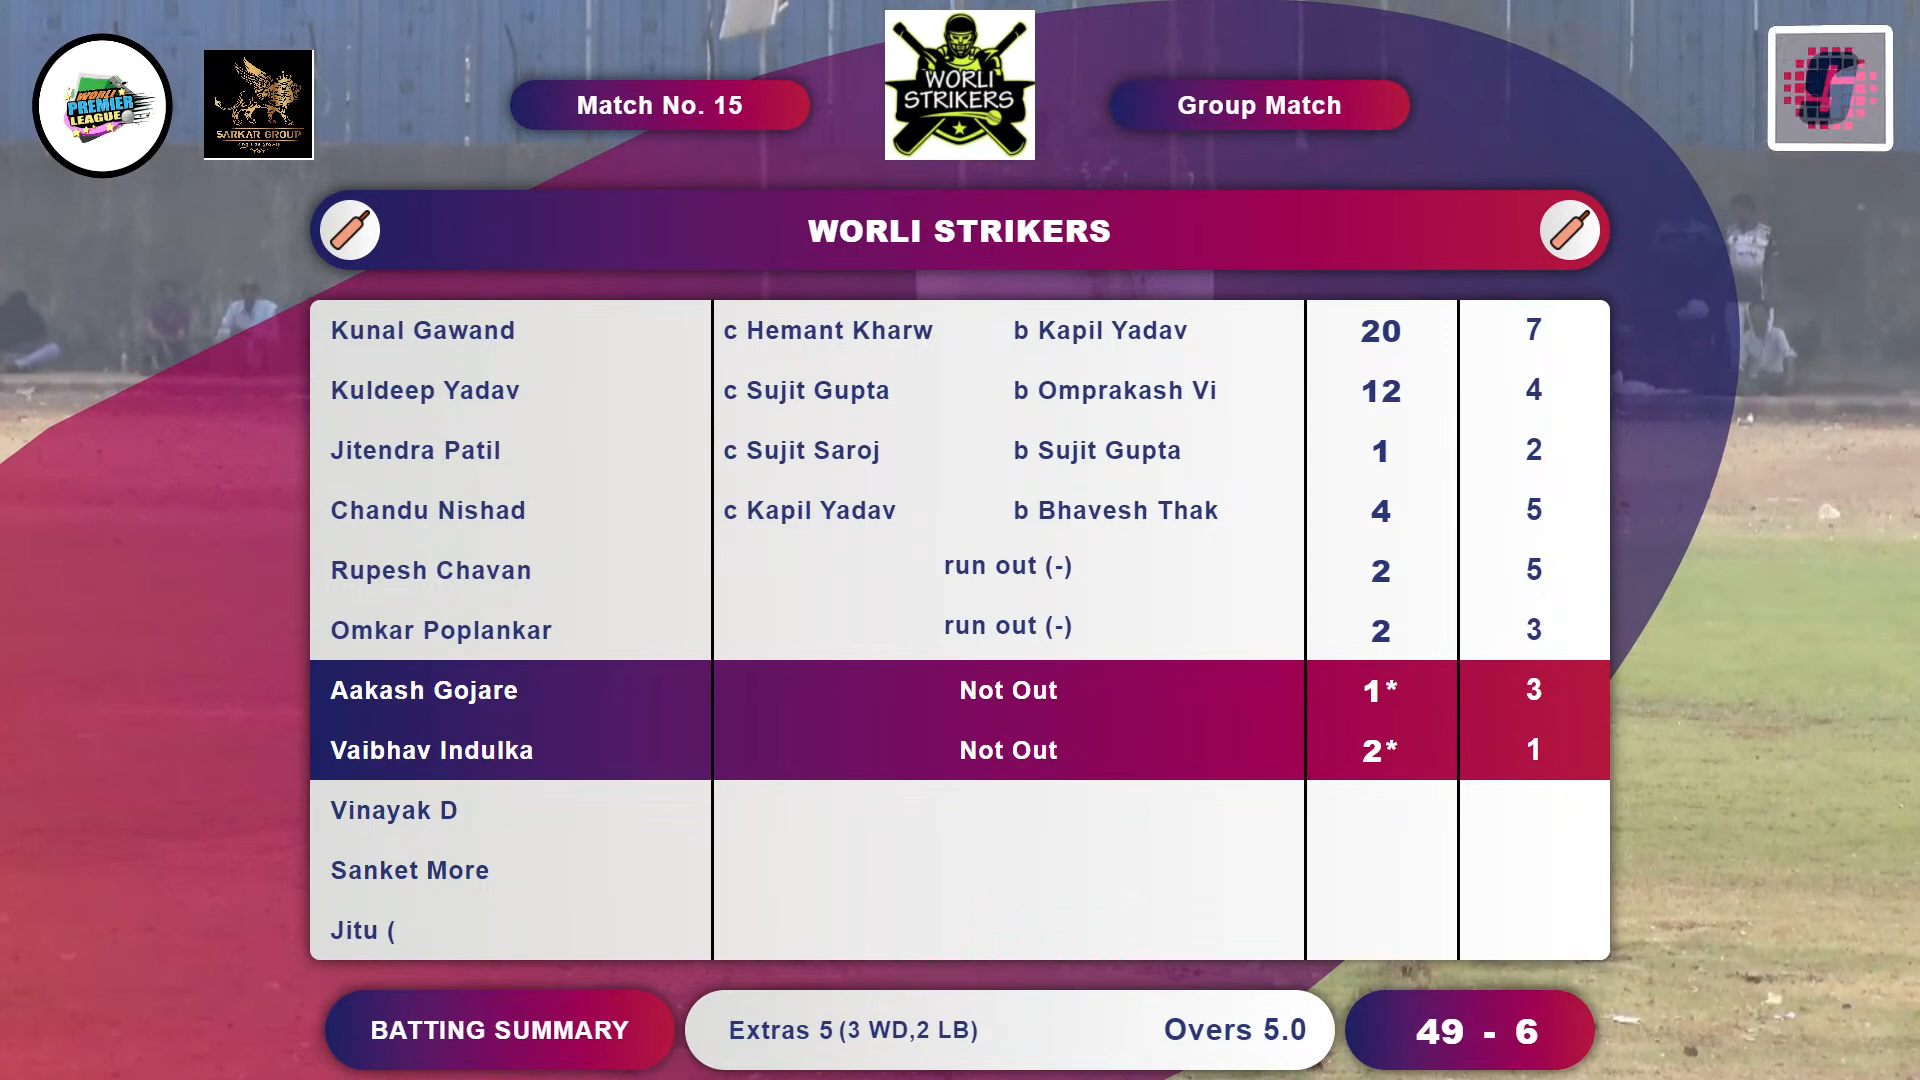 WORLI
PREMIER
LEAGUE
SARKAR GROUP
Match No. 15
WORLI
STRIKERS
Group Match
WORLI STRIKERS
Kunal Gawand c Hemant Kharw b Kapil Yadav 20 7
Kuldeep Yadav c Sujit Gupta b Omprakash Vi 12 4
Jitendra Patil c Sujit Saroj b Sujit Gupta 1 2
Chandu Nishad c Kapil Yadav b Bhavesh Thak 4 5
Rupesh Chavan run out (-) 2 5
Omkar Poplankar run out (-) 2 3
Aakash Gojare Not Out 1* 3
Vaibhav Indulka Not Out 2* 1
Vinayak D
Sanket More
Jitu (
BATTING SUMMARY Extras 5 (3 WD,2 LB) Overs 5.0 49 - 6